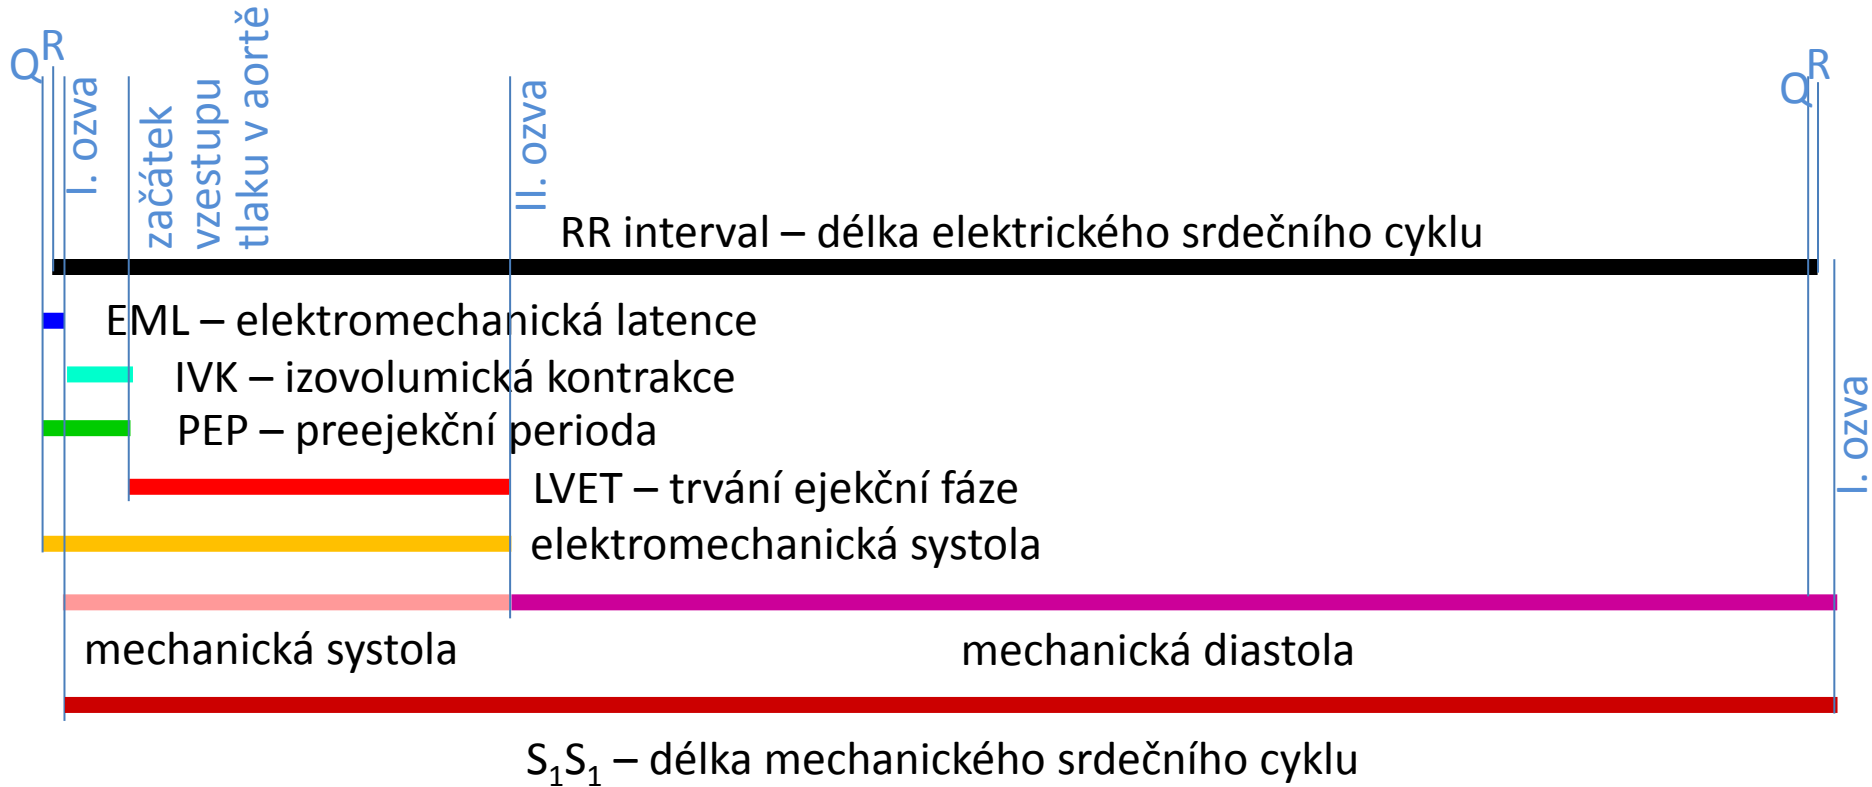 Q
R
I. ozva
začátek
vzestupu
tlaku v aortě
II. ozva
Q
R
RR interval – délka elektrického srdečního cyklu
EML – elektromechanická latence
IVK – izovolumická kontrakce
PEP – preejekční perioda
I. ozva
LVET – trvání ejekční fáze
elektromechanická systola
mechanická systola
mechanická diastola
S₁S₁ – délka mechanického srdečního cyklu